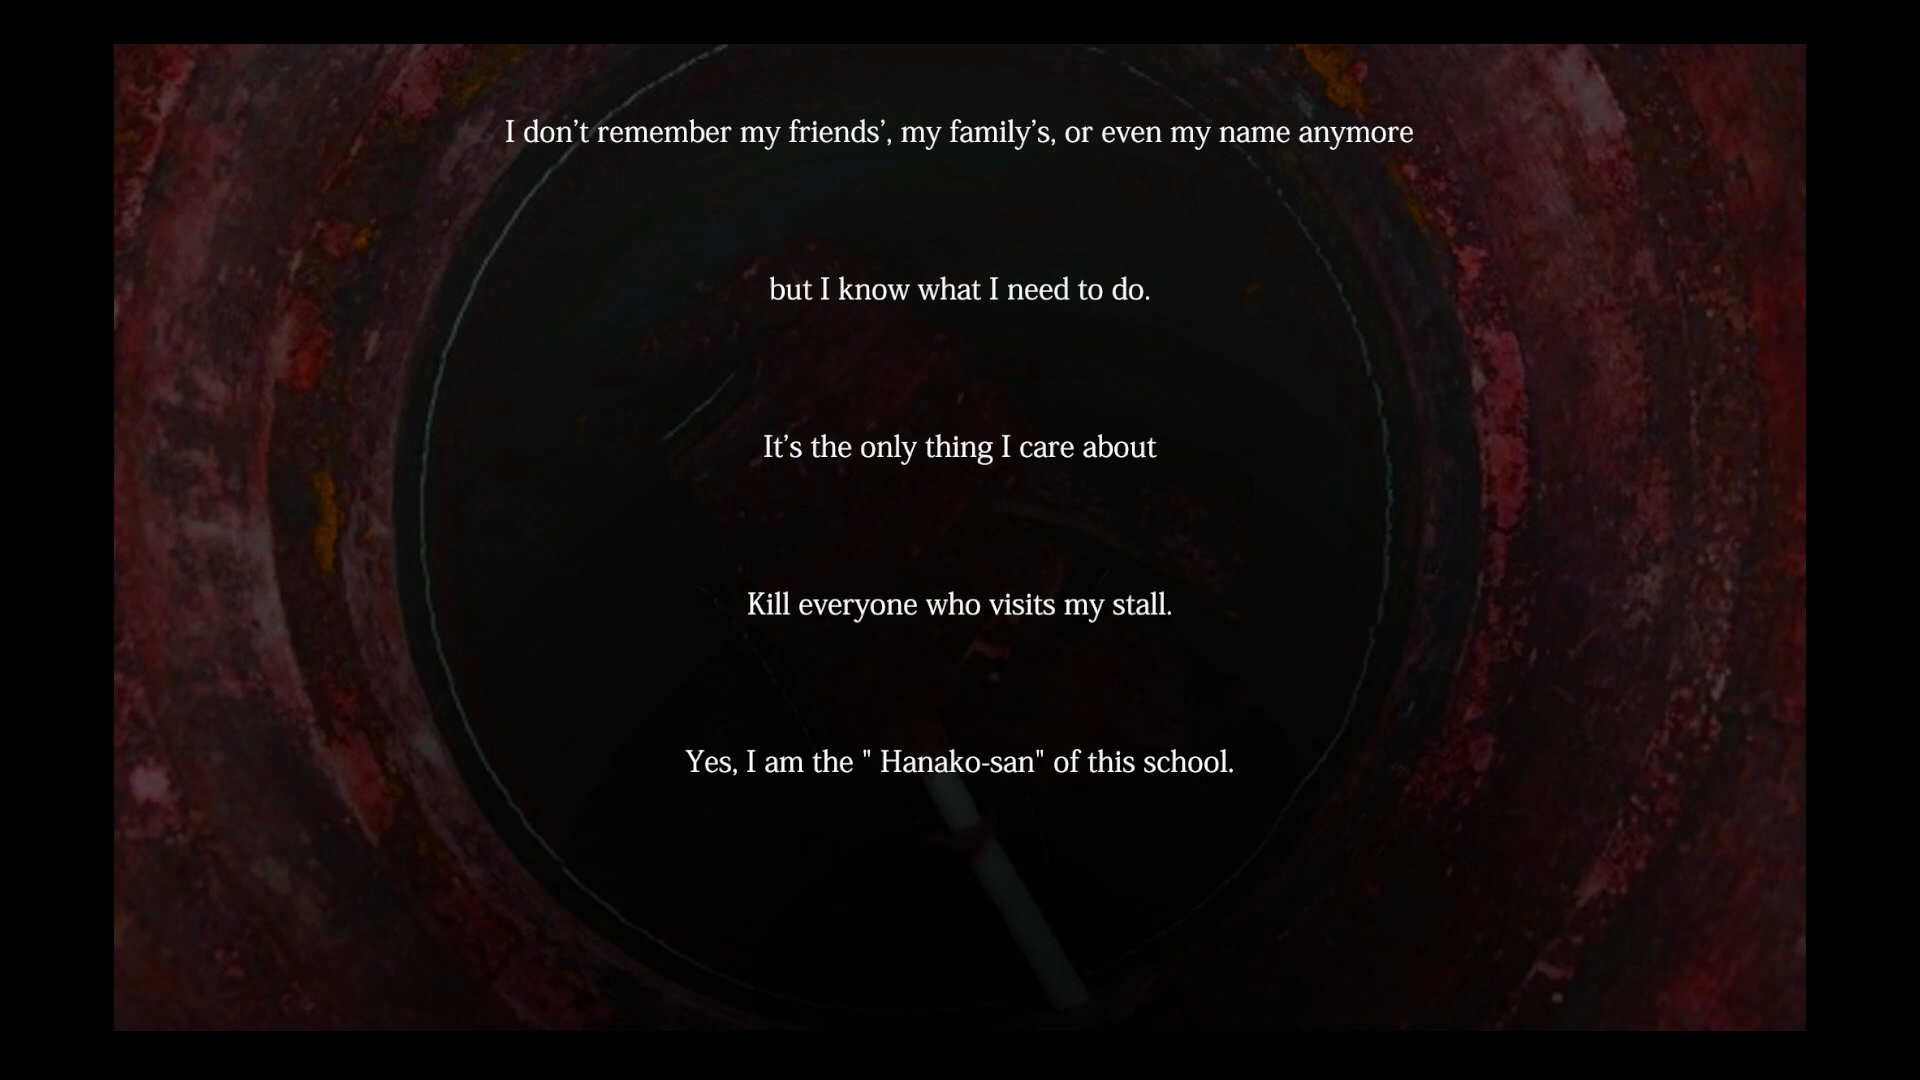 I don’t remember my friends’, my family’s, or even my name anymore
but I know what I need to do.
It’s the only thing I care about
Kill everyone who visits my stall.
Yes, I am the " Hanako-san" of this school.